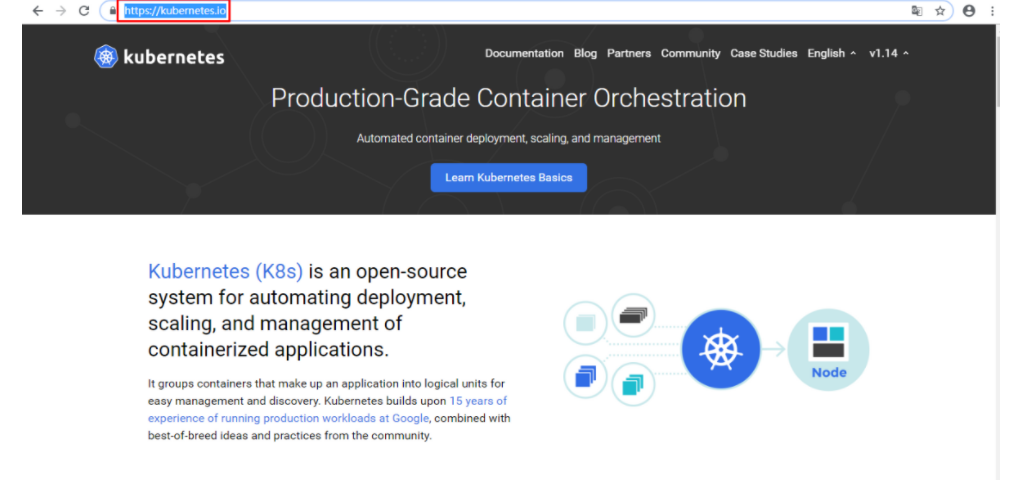 https://kubernetes.io
kubernetes
Documentation Blog Partners Community Case Studies English v1.14
Production-Grade Container Orchestration
Automated container deployment, scaling, and management
Learn Kubernetes Basics
Kubernetes (K8s) is an open-source
system for automating deployment,
scaling, and management of
containerized applications.
It groups containers that make up an application into logical units for
easy management and discovery. Kubernetes builds upon 15 years of
experience of running production workloads at Google, combined with
best-of-breed ideas and practices from the community.
Node